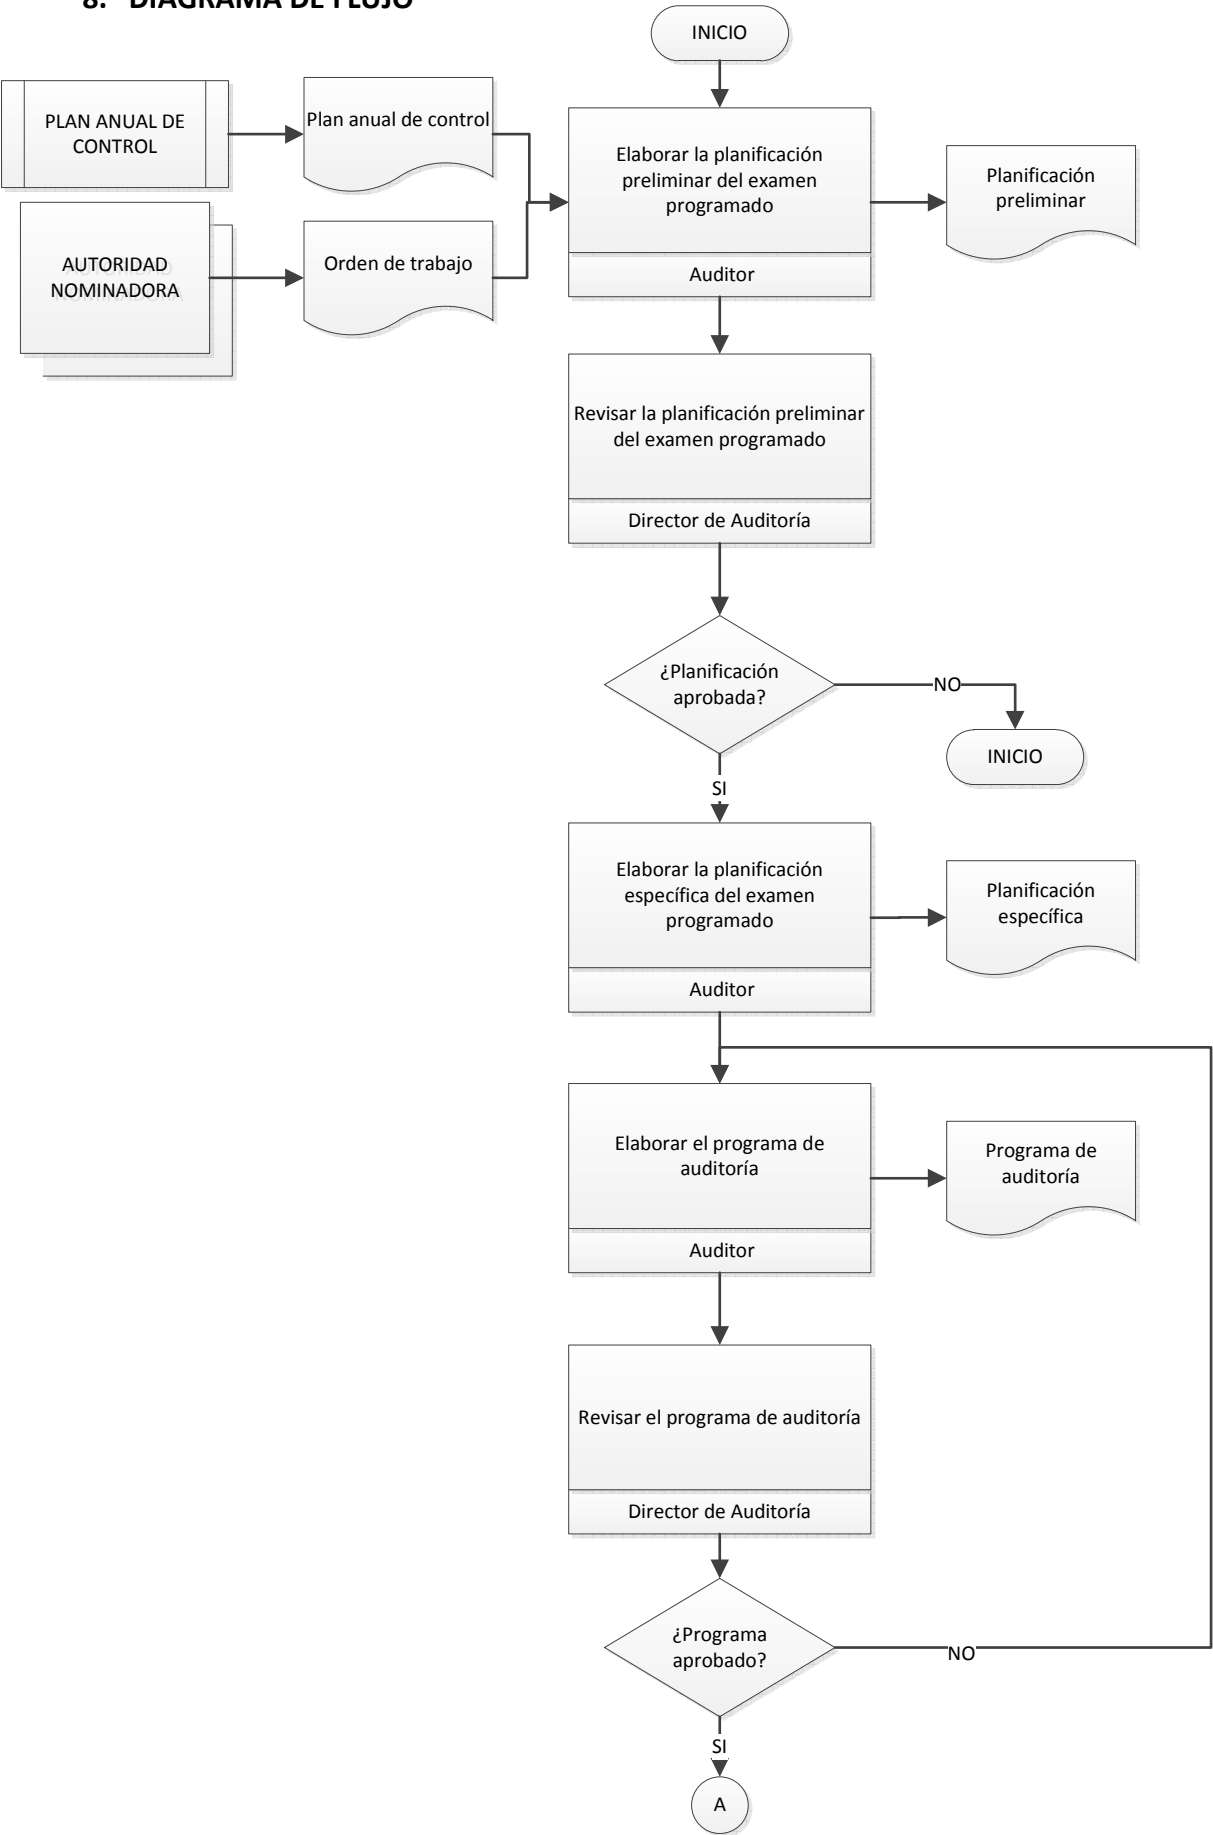 8. DIAGRAMA DE FLUJO
INICIO
PLAN ANUAL DE
CONTROL
Plan anual de control
Elaborar la planificación
preliminar del examen
programado
Auditor
Planificación
preliminar
AUTORIDAD
NOMINADORA
Orden de trabajo
Revisar la planificación preliminar
del examen programado
Director de Auditoría
¿Planificación
aprobada?
NO
INICIO
SI
Elaborar la planificación
específica del examen
programado
Auditor
Planificación
específica
Elaborar el programa de
auditoría
Auditor
Programa de
auditoría
Revisar el programa de auditoría
Director de Auditoría
¿Programa
aprobado?
NO
SI
A